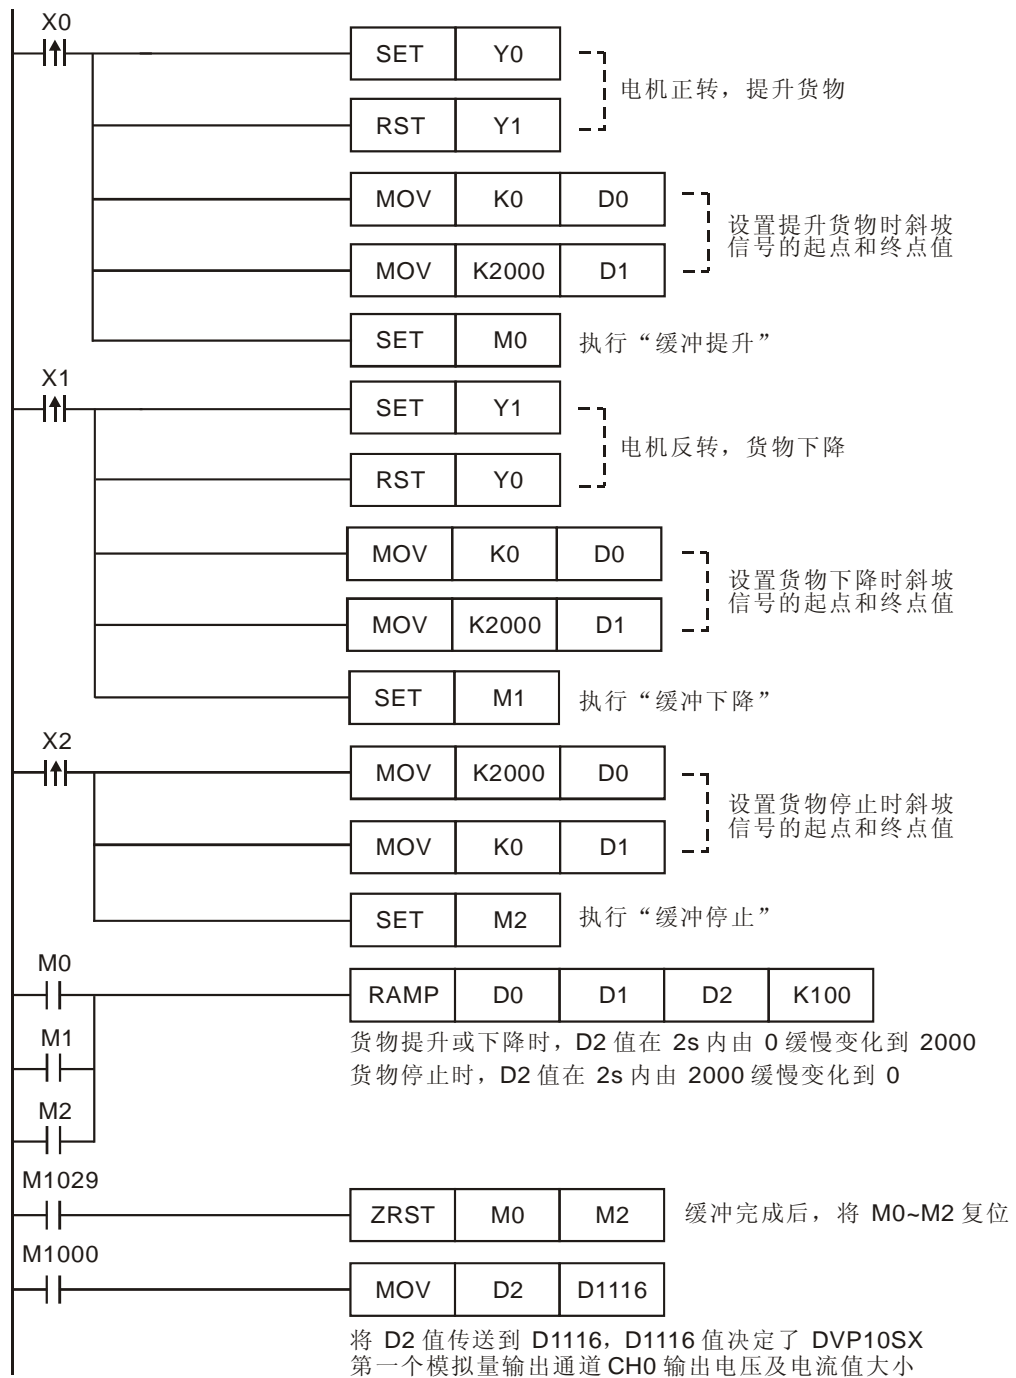 X0
SET Y0
电机正转，提升货物
RST Y1
MOV K0 D0
设置提升货物时斜坡
信号的起点和终点值
MOV K2000 D1
SET M0 执行“缓冲提升”
X1
SET Y1
电机反转，货物下降
RST Y0
MOV K0 D0
设置货物下降时斜坡
信号的起点和终点值
MOV K2000 D1
SET M1 执行“缓冲下降”
X2
MOV K2000 D0
设置货物停止时斜坡
信号的起点和终点值
MOV K0 D1
SET M2 执行“缓冲停止”
M0
RAMP D0 D1 D2 K100
货物提升或下降时，D2 值在 2s 内由 0 缓慢变化到 2000
M1
货物停止时，D2 值在 2s 内由 2000 缓慢变化到 0
M2
M1029
ZRST M0 M2 缓冲完成后，将 M0~M2 复位
M1000
MOV D2 D1116
将 D2 值传送到 D1116，D1116 值决定了 DVP10SX
第一个模拟量输出通道 CH0 输出电压及电流值大小